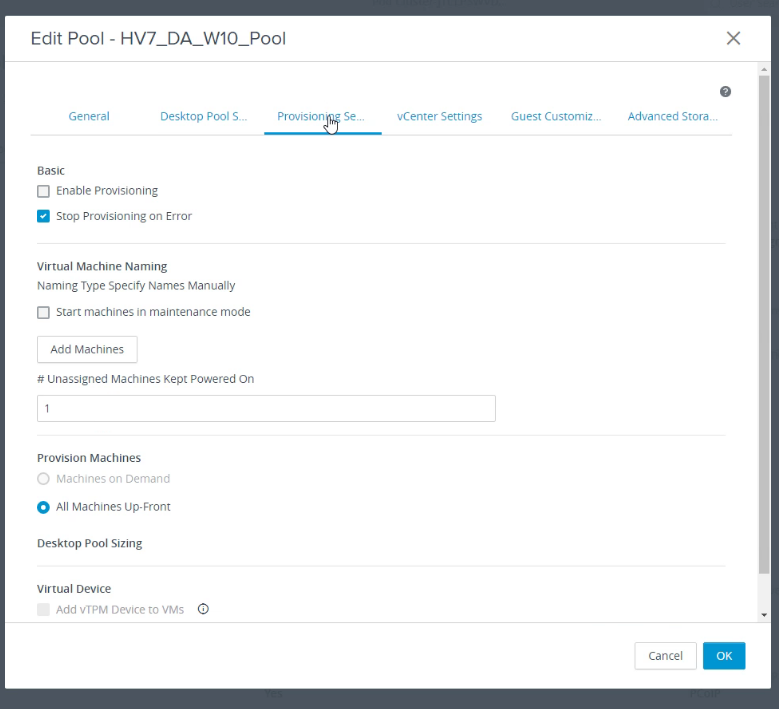 Edit Pool - HV7_DA_W10_Pool
General
Desktop Pool S...
Provisioning Se...
vCenter Settings
Guest Customiz...
Advanced Stora...
Basic
Enable Provisioning
Stop Provisioning on Error
Virtual Machine Naming
Naming Type Specify Names Manually
Start machines in maintenance mode
Add Machines
# Unassigned Machines Kept Powered On
1
Provision Machines
Machines on Demand
All Machines Up-Front
Desktop Pool Sizing
Virtual Device
Add vTPM Device to VMs
Cancel
OK
Yes